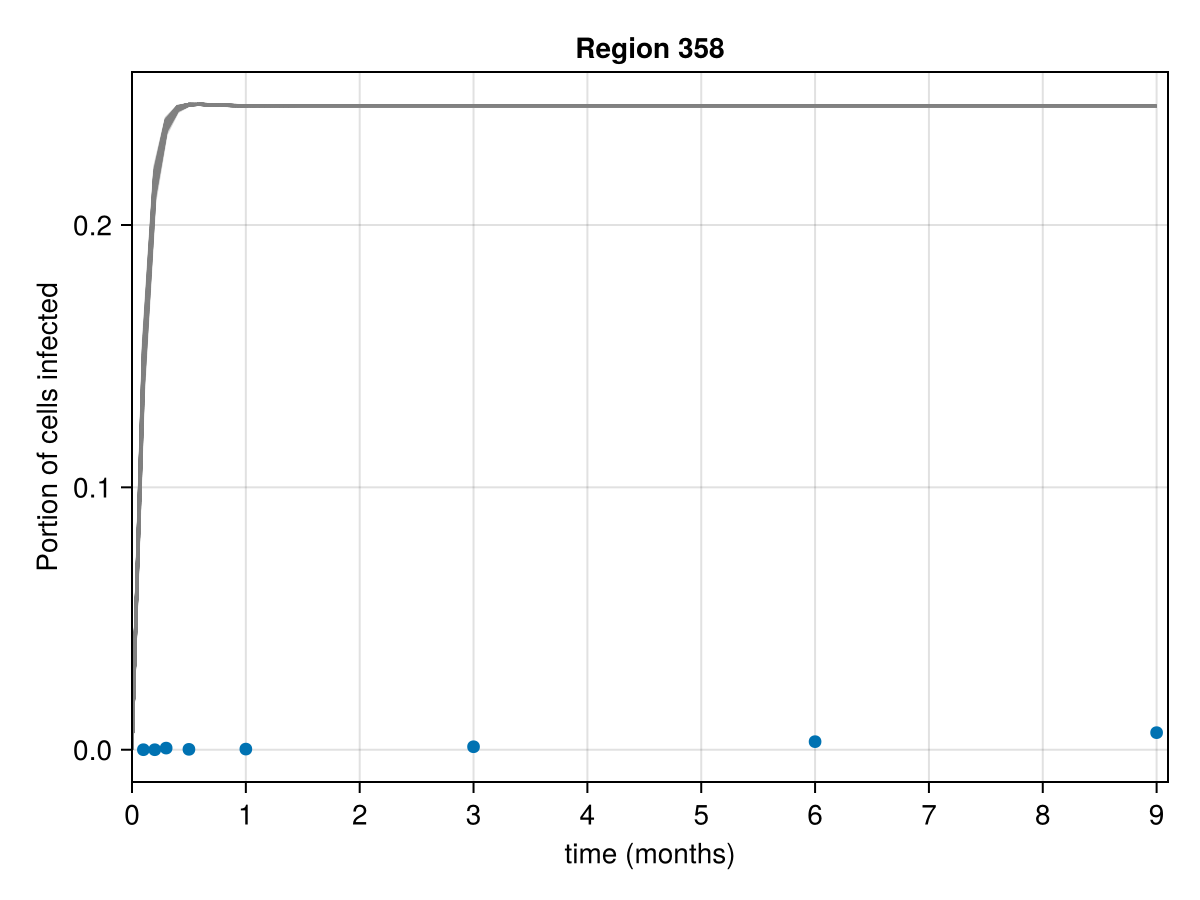 Region 358
Portion of cells infected
0.2
0.1
0.0
0 1 2 3 4 5 6 7 8 9
time (months)